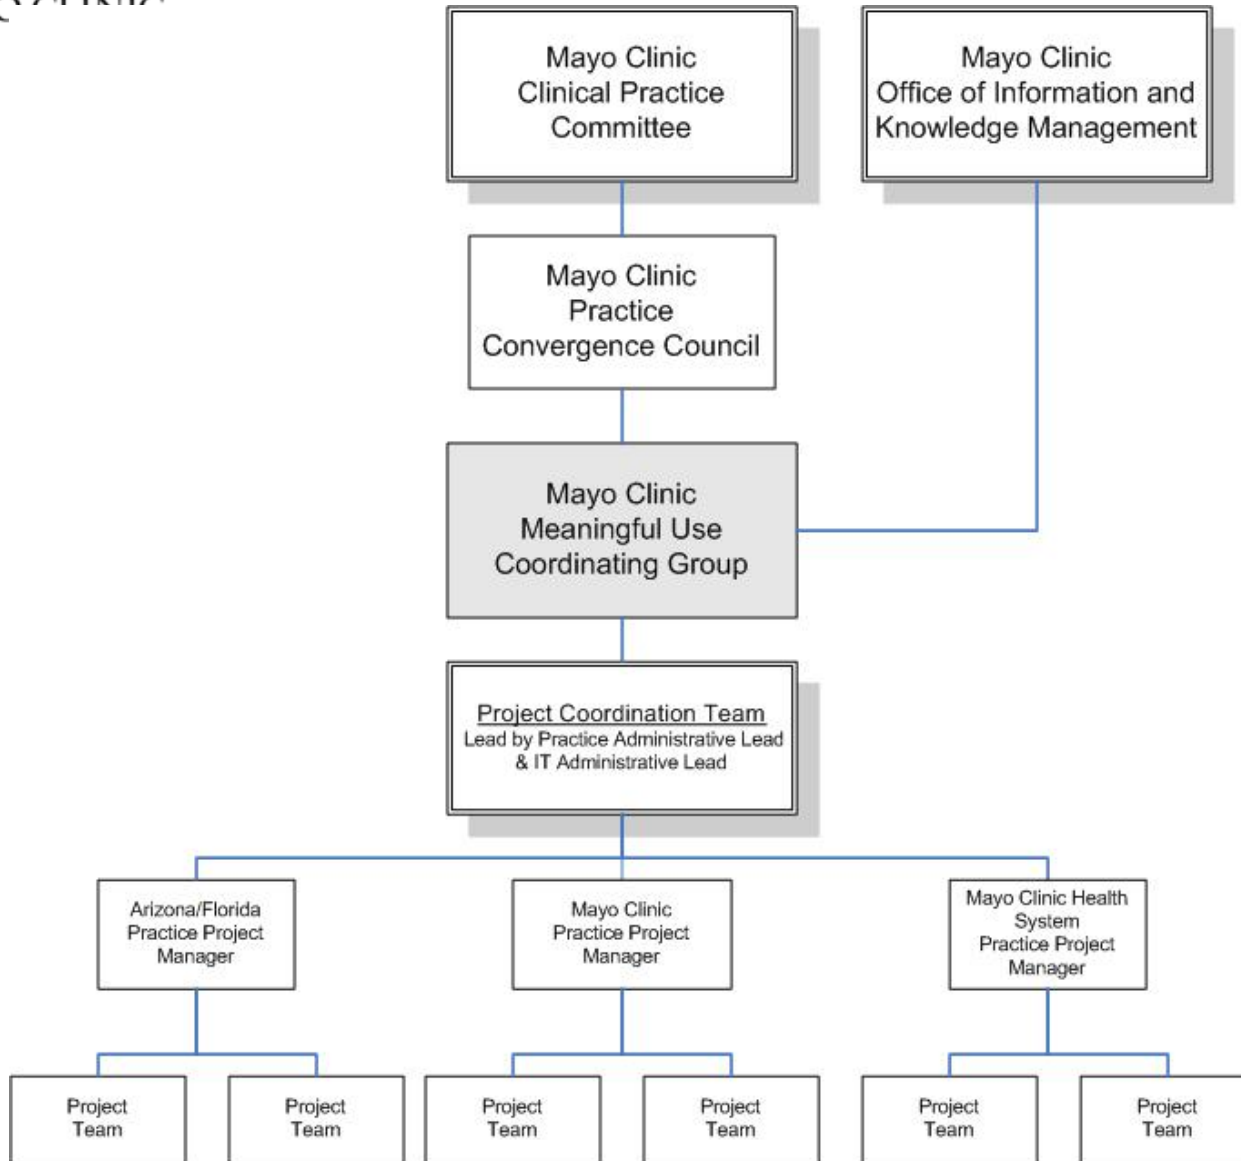 Mayo Clinic
Clinical Practice
Committee
Mayo Clinic
Office of Information and
Knowledge Management
Mayo Clinic
Practice
Convergence Council
Mayo Clinic
Meaningful Use
Coordinating Group
Project Coordination Team
Lead by Practice Administrative Lead
& IT Administrative Lead
Arizona/Florida
Practice Project
Manager
Mayo Clinic
Practice Project
Manager
Mayo Clinic Health
System
Practice Project
Manager
Project
Team
Project
Team
Project
Team
Project
Team
Project
Team
Project
Team